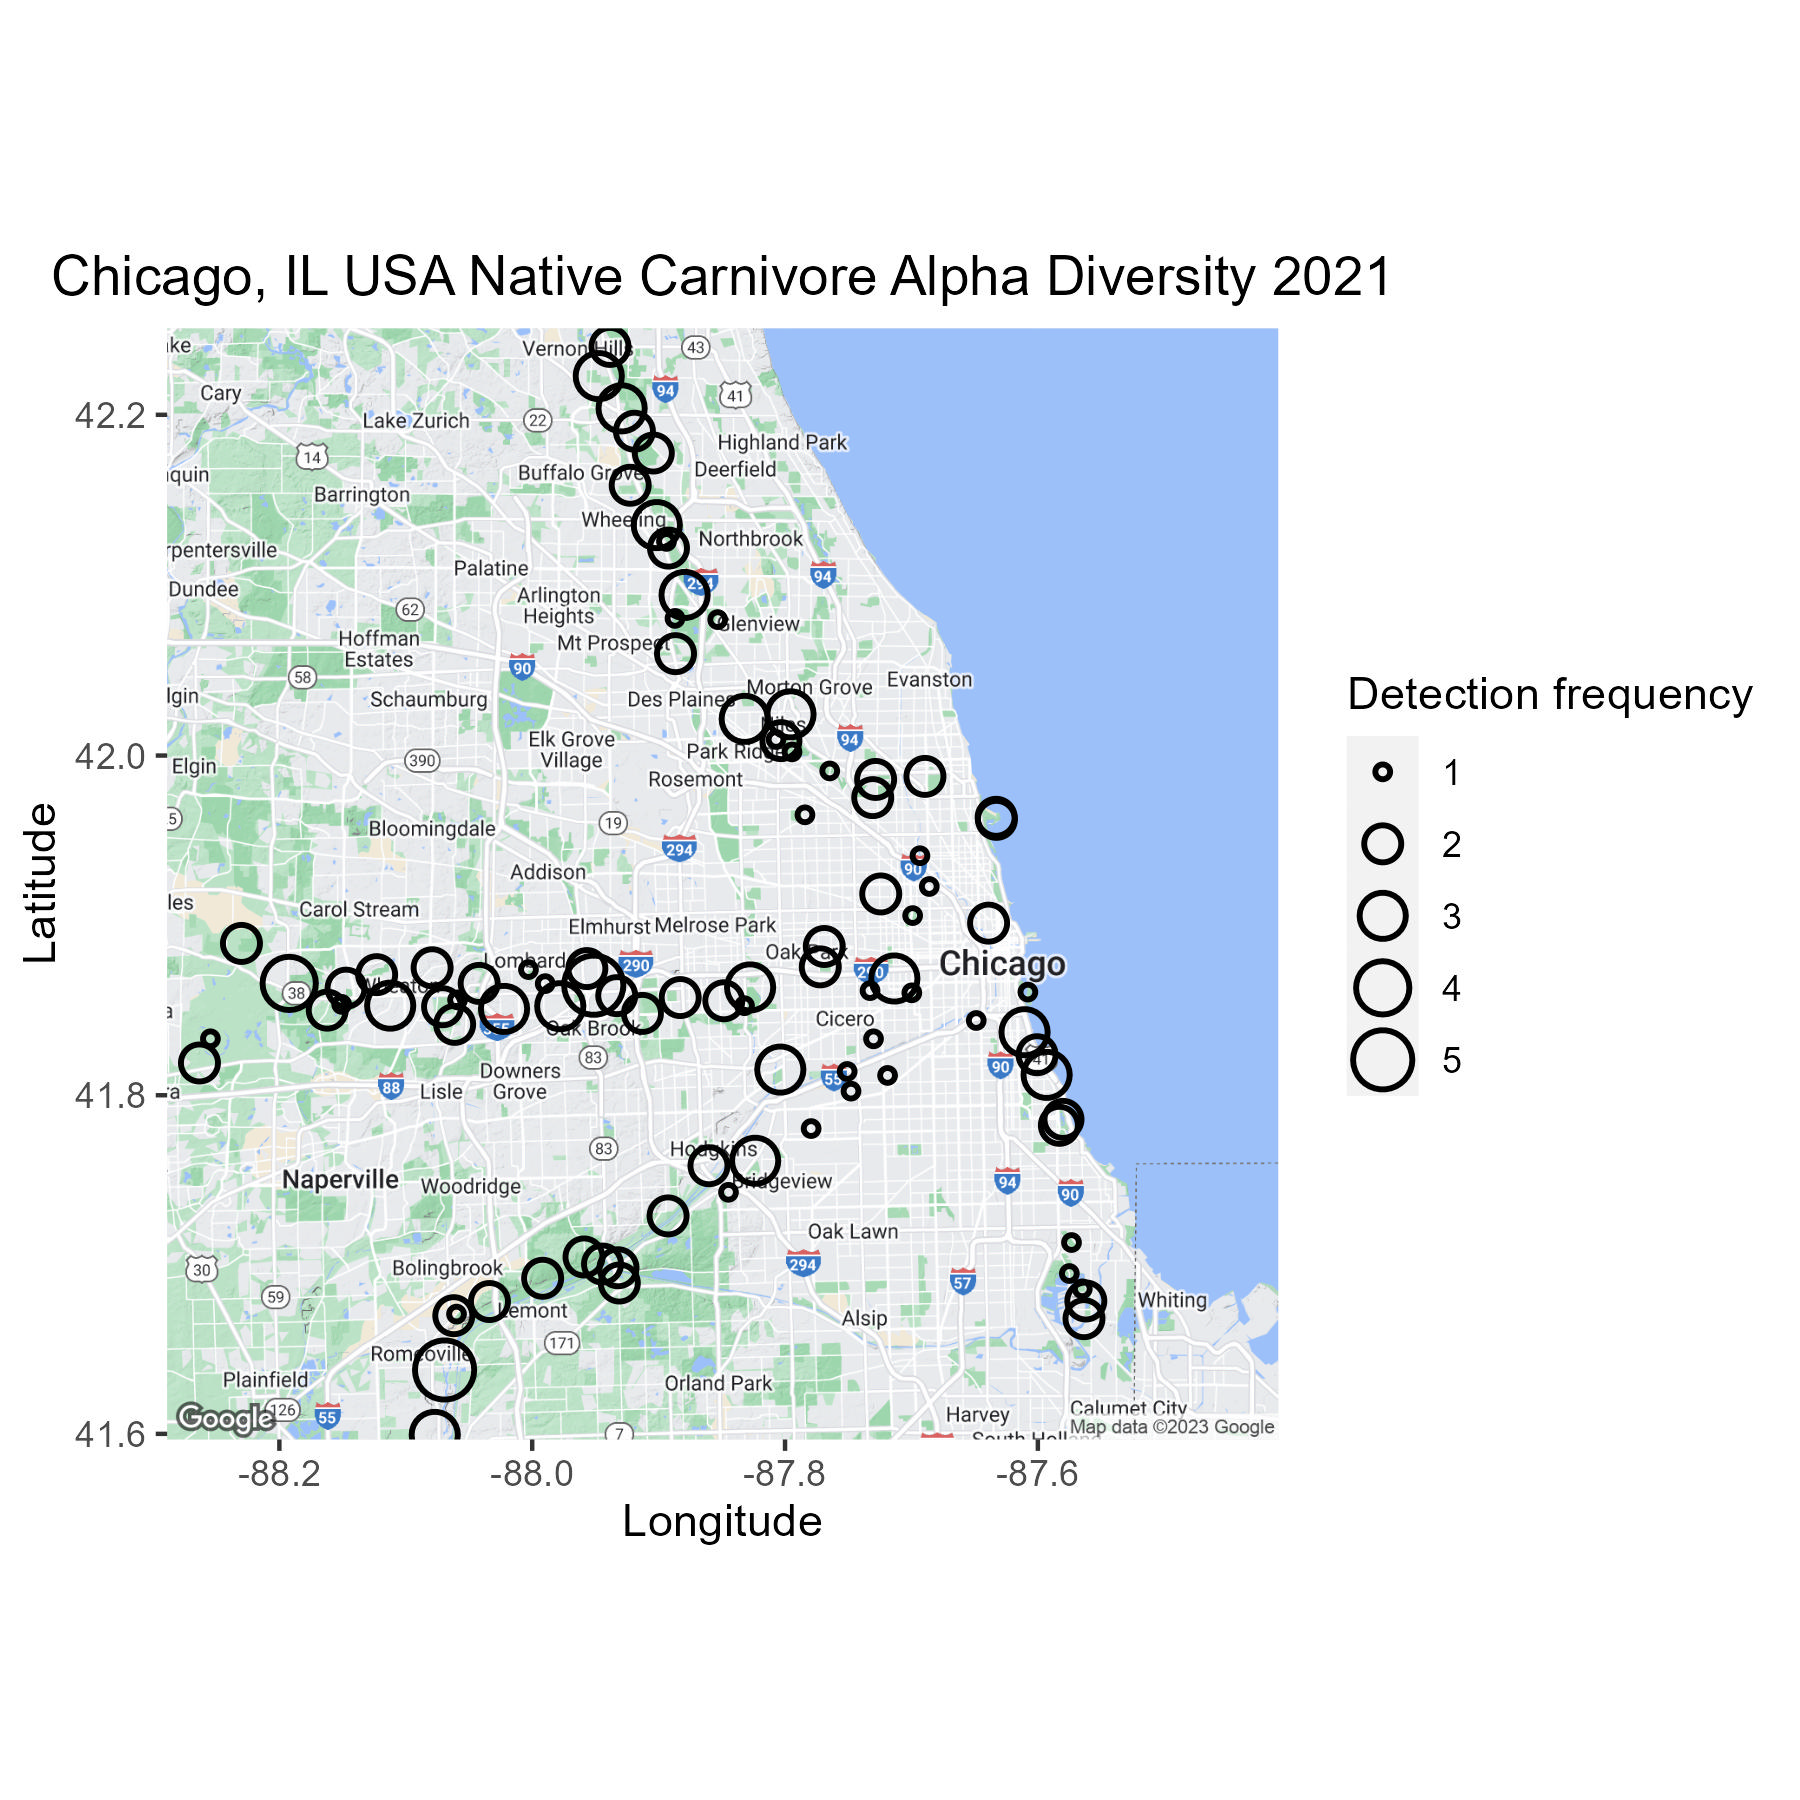 Chicago, IL USA Native Carnivore Alpha Diversity 2021
Latitude
42.2
42.0
41.8
41.6
-88.2
-88.0
-87.8
-87.6
Longitude
Detection frequency
1
2
3
4
5
ke
Vernon Hills
43
Cary
94
41
Lake Zurich
22
Highland Park
14
Deerfield
quin
Buffalo Grove
Barrington
Wheeling
Northbrook
rpentersville
Palatine
94
294
Dundee
Arlington
Heights
62
Glenview
Hoffman
Estates
Mt Prospect
90
58
Evanston
lgin
Schaumburg
Des Plaines
Morton Grove
Niles
Elk Grove
Village
94
Park Ridge
390
Elgin
Rosemont
5
19
Bloomingdale
294
Addison
90
les
Carol Stream
Elmhurst
Melrose Park
Oak Park
Lombard
290
290
Chicago
38
Wheaton
a
355
Oak Brook
Cicero
83
90
41
Downers
Grove
88
Lisle
55
ra
83
Hodgkins
Naperville
Woodridge
Bridgeview
94
90
Oak Lawn
30
Bolingbrook
294
57
59
Lemont
Whiting
Alsip
171
Romeoville
Plainfield
Orland Park
126
55
Harvey
Calumet City
7
South Holland
Google
Map data ©2023 Google